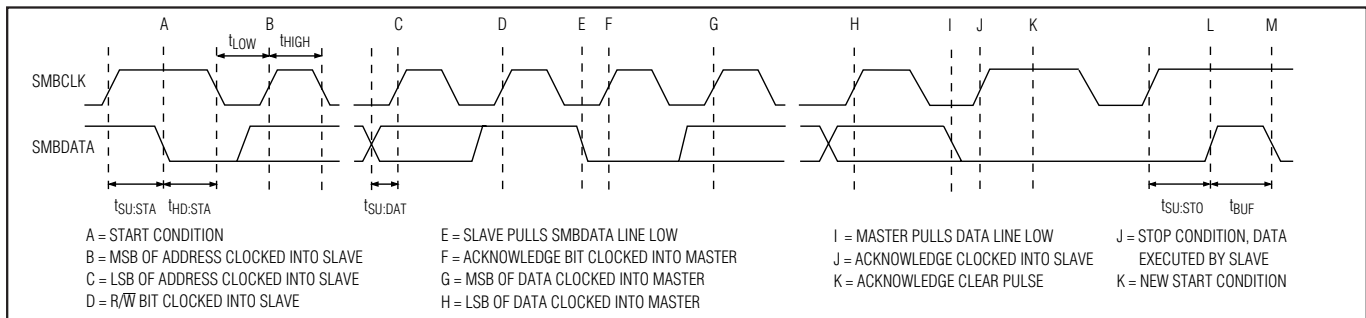 A B C D E F G H I J K L M
tLOW tHIGH
SMBCLK
SMBDATA
tSU:STA tHD:STA tSU:DAT tSU:STO tBUF
A = START CONDITION
B = MSB OF ADDRESS CLOCKED INTO SLAVE
C = LSB OF ADDRESS CLOCKED INTO SLAVE
D = R/W̅ BIT CLOCKED INTO SLAVE
E = SLAVE PULLS SMBDATA LINE LOW
F = ACKNOWLEDGE BIT CLOCKED INTO MASTER
G = MSB OF DATA CLOCKED INTO MASTER
H = LSB OF DATA CLOCKED INTO MASTER
I = MASTER PULLS DATA LINE LOW
J = ACKNOWLEDGE CLOCKED INTO SLAVE
K = ACKNOWLEDGE CLEAR PULSE
J = STOP CONDITION, DATA
EXECUTED BY SLAVE
K = NEW START CONDITION